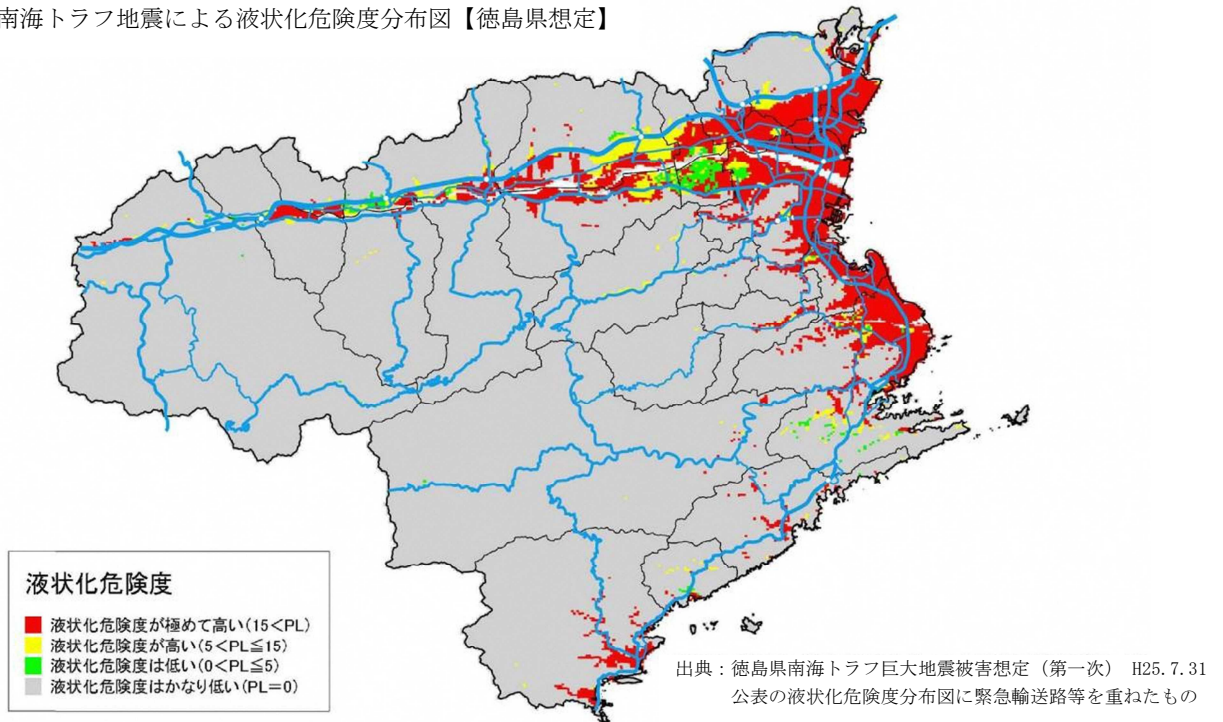 南海トラフ地震による液状化危険度分布図【徳島県想定】
液状化危険度
液状化危険度が極めて高い(15<PL)
液状化危険度が高い(5<PL≦15)
液状化危険度は低い(0<PL≦5)
液状化危険度はかなり低い(PL=0)
出典：徳島県南海トラフ巨大地震被害想定（第一次） H25.7.31
公表の液状化危険度分布図に緊急輸送路等を重ねたもの